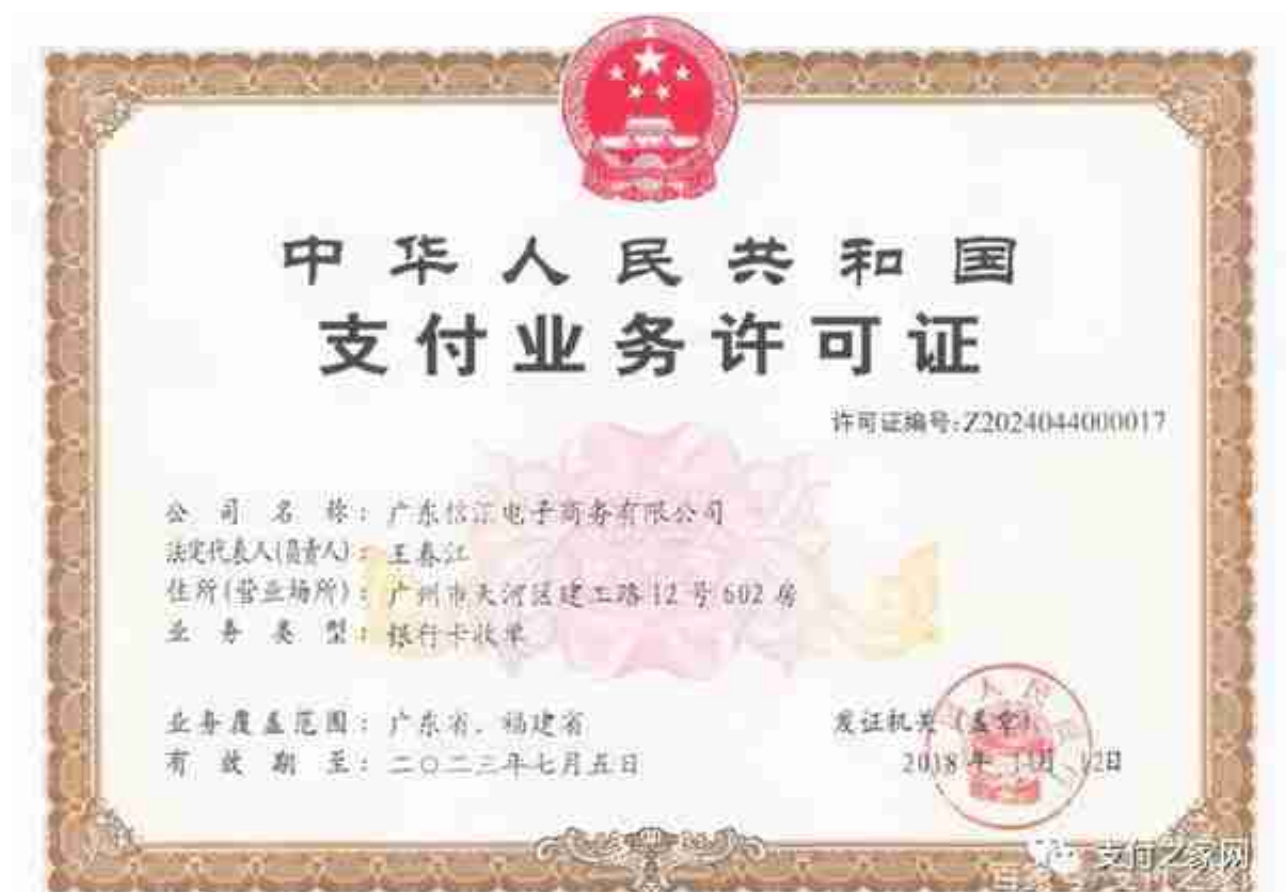 中华人民共和国
支付业务许可证
许可证编号:Z2024044000017
公司名称:广东信汇电子商务有限公司
法定代表人(负责人):王春江
住所(营业场所):广州市天河区建工路12号602房
业务类型:银行卡收单
业务覆盖范围:广东省、福建省
有效期至:二〇二三年七月五日
发证机关(盖章)
2018年 月12日
支付之家网